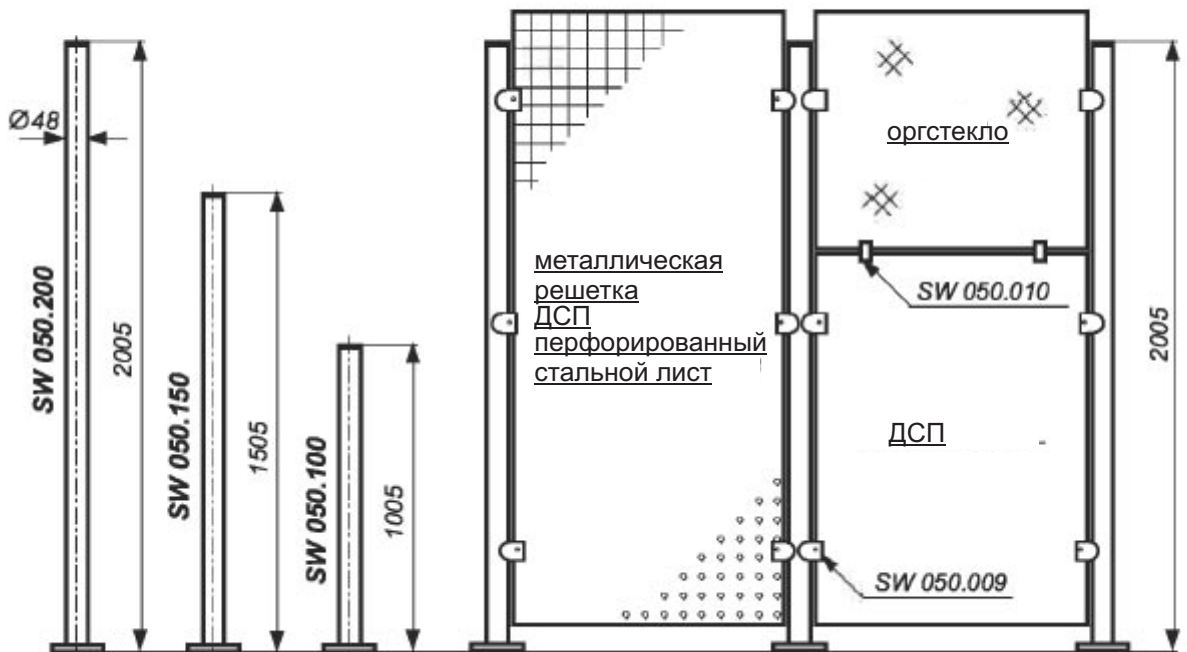 Ø48
SW 050.200
2005
SW 050.150
1505
SW 050.100
1005
металлическая
решетка
ДСП
перфорированный
стальной лист
оргстекло
SW 050.010
ДСП
SW 050.009
2005